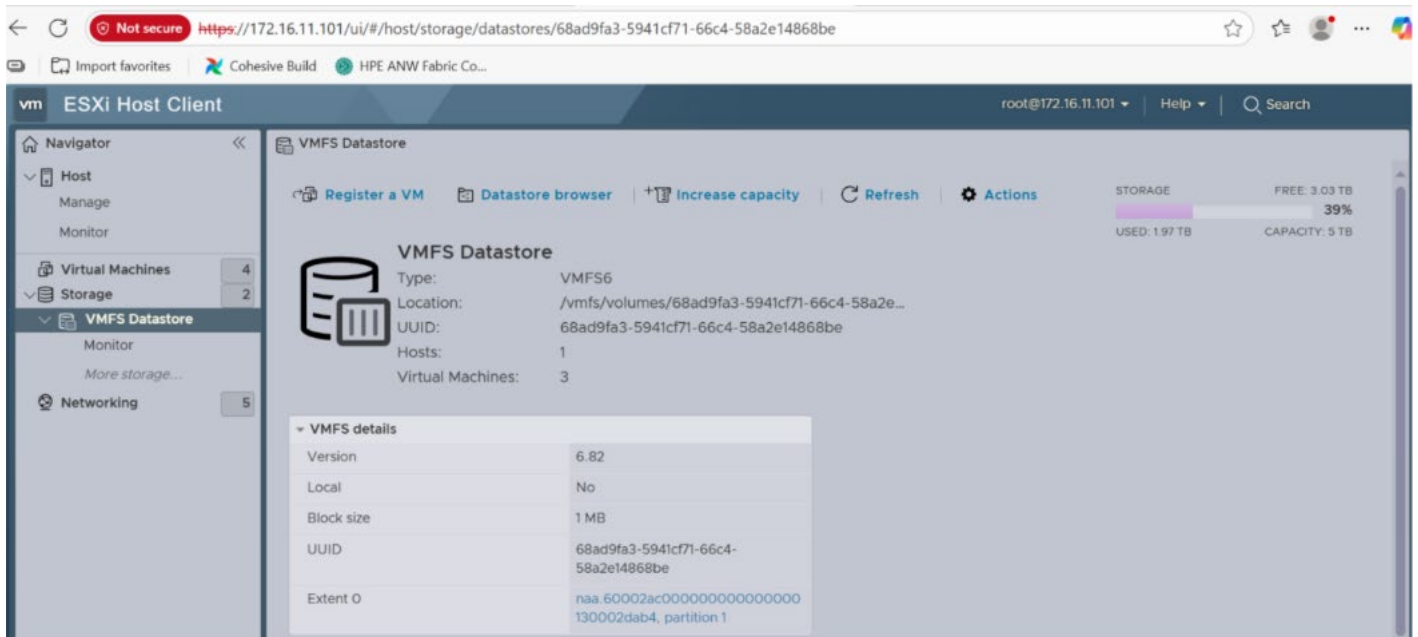 Not secure https://172.16.11.101/ui/#/host/storage/datastores/68ad9fa3-5941cf71-66c4-58a2e14868be
Import favorites Cohesive Build HPE ANW Fabric Co...
vm ESXi Host Client root@172.16.11.101 Help Search
Navigator
Host
Manage
Monitor
Virtual Machines 4
Storage 2
VMFS Datastore
Monitor
More storage...
Networking 5
VMFS Datastore
Register a VM Datastore browser Increase capacity Refresh Actions
STORAGE FREE: 3.03 TB
39%
USED: 1.97 TB CAPACITY: 5 TB
VMFS Datastore
Type: VMFS6
Location: /vmfs/volumes/68ad9fa3-5941cf71-66c4-58a2e...
UUID: 68ad9fa3-5941cf71-66c4-58a2e14868be
Hosts: 1
Virtual Machines: 3
VMFS details
Version 6.82
Local No
Block size 1 MB
UUID 68ad9fa3-5941cf71-66c4-
58a2e14868be
Extent 0 naa.60002ac0000000000000000
130002dab4, partition 1